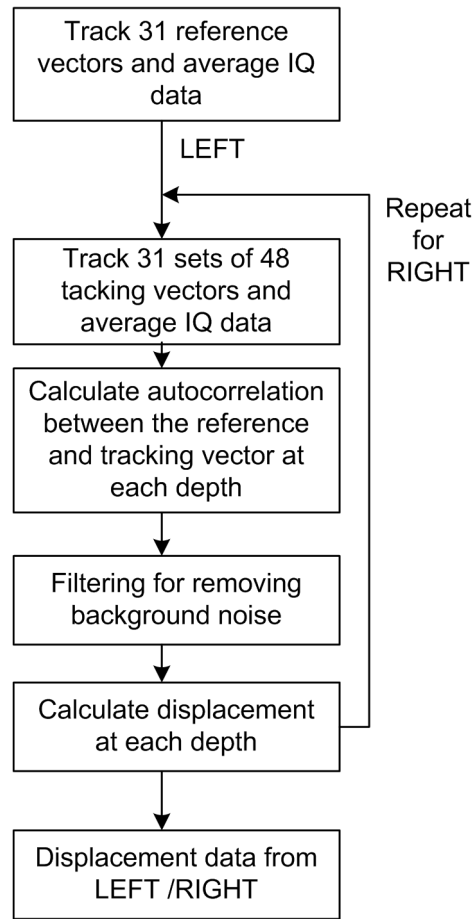 Track 31 reference
vectors and average IQ
data
LEFT
Repeat
for
RIGHT
Track 31 sets of 48
tacking vectors and
average IQ data
Calculate autocorrelation
between the reference
and tracking vector at
each depth
Filtering for removing
background noise
Calculate displacement
at each depth
Displacement data from
LEFT /RIGHT